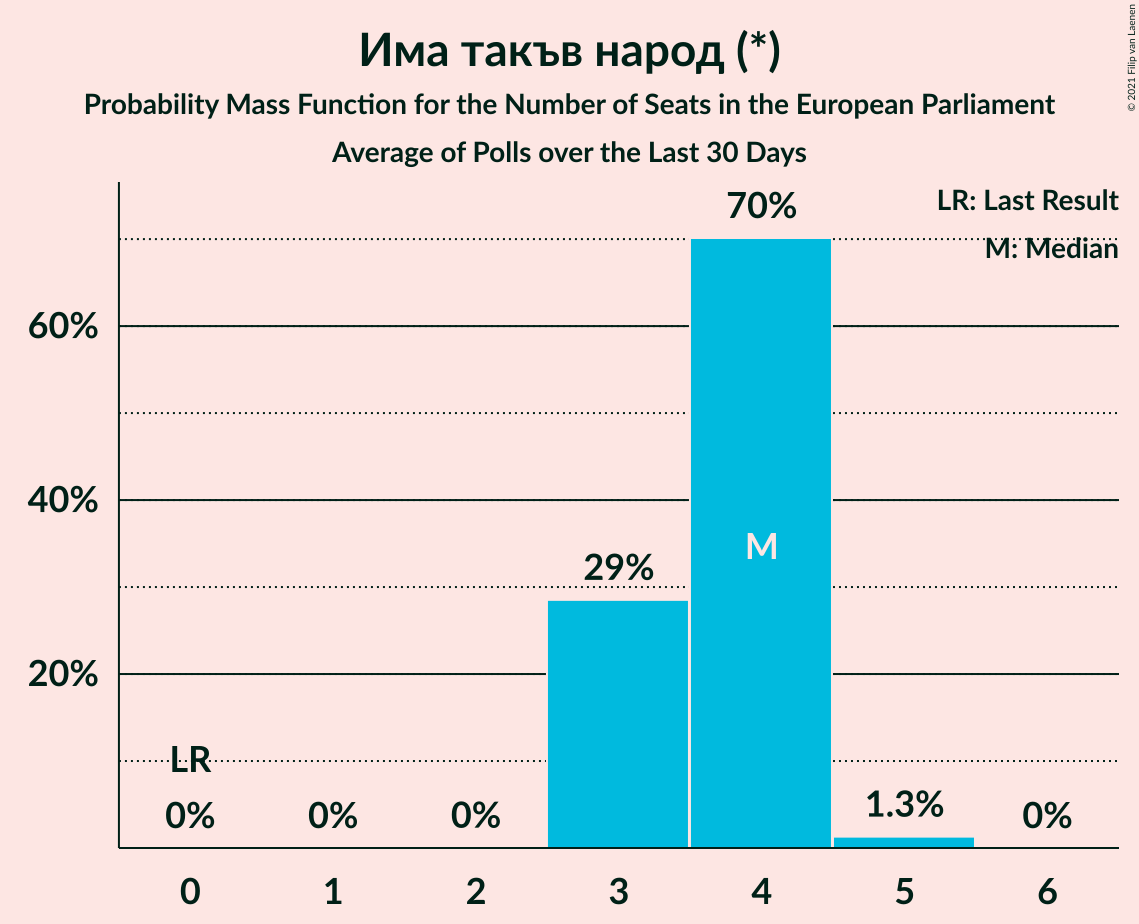 Има такъв народ (*)
Probability Mass Function for the Number of Seats in the European Parliament
Average of Polls over the Last 30 Days
© 2021 Filip van Laenen
LR: Last Result
M: Median
70%
60%
40%
29%
M
20%
LR
0%
0%
0%
1.3%
0%
0 1 2 3 4 5 6